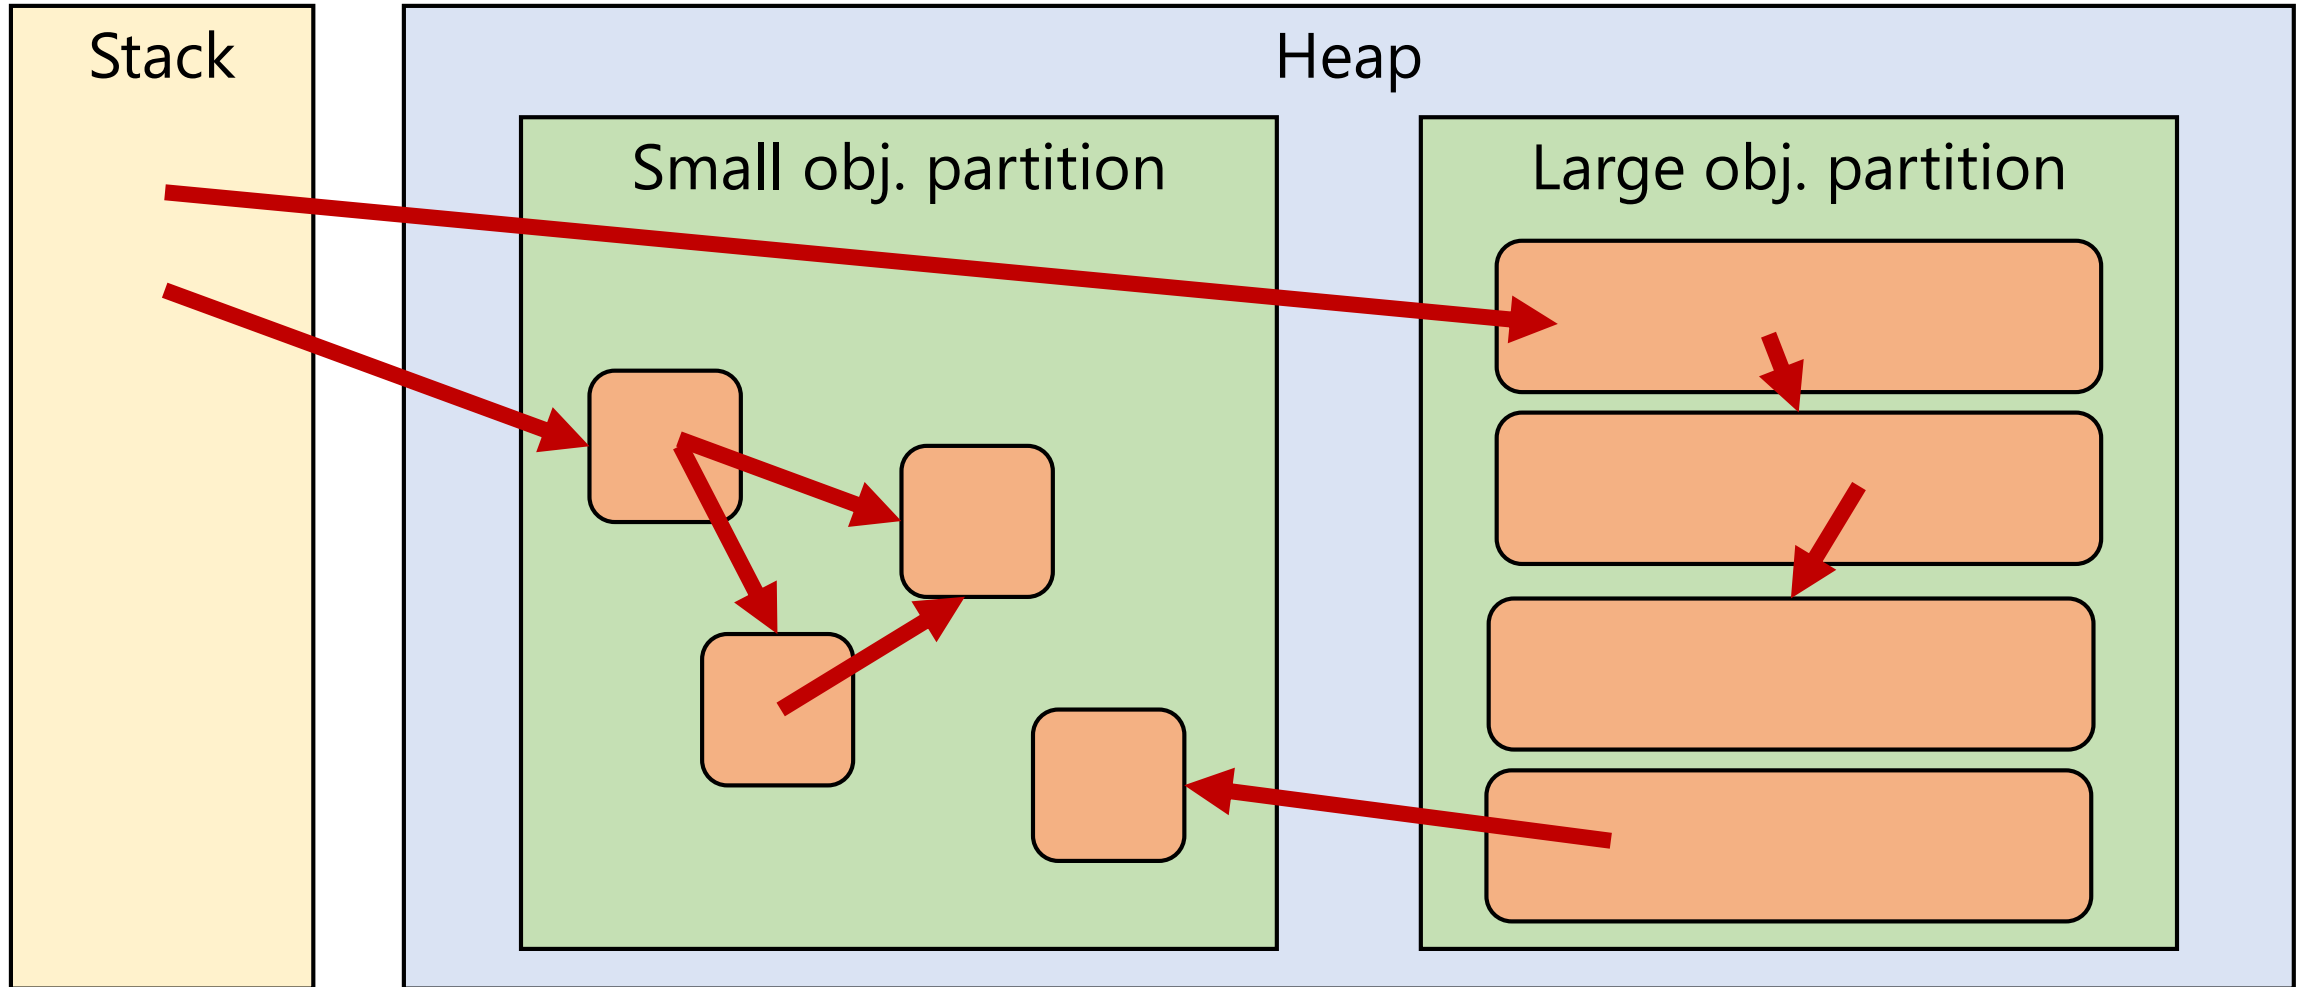 Stack
Heap
Small obj. partition
Large obj. partition